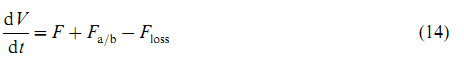 dV/dt = F + F_a/b − F_loss (14)